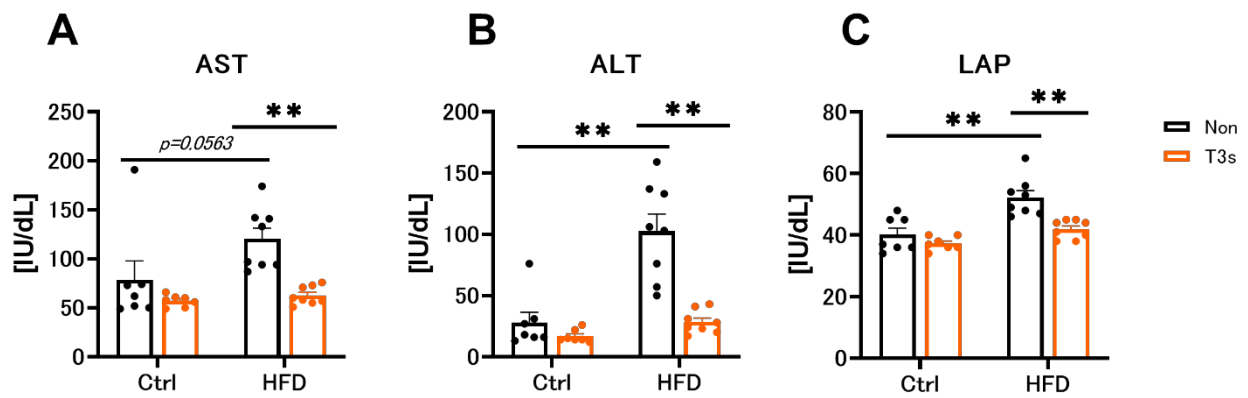 A
AST
250
200
150
100
50
0
[IU/dL]
p=0.0563
**
Ctrl
HFD
B
ALT
200
150
100
50
0
[IU/dL]
**
**
Ctrl
HFD
C
LAP
80
60
40
20
0
[IU/dL]
**
**
Ctrl
HFD
Non
T3s